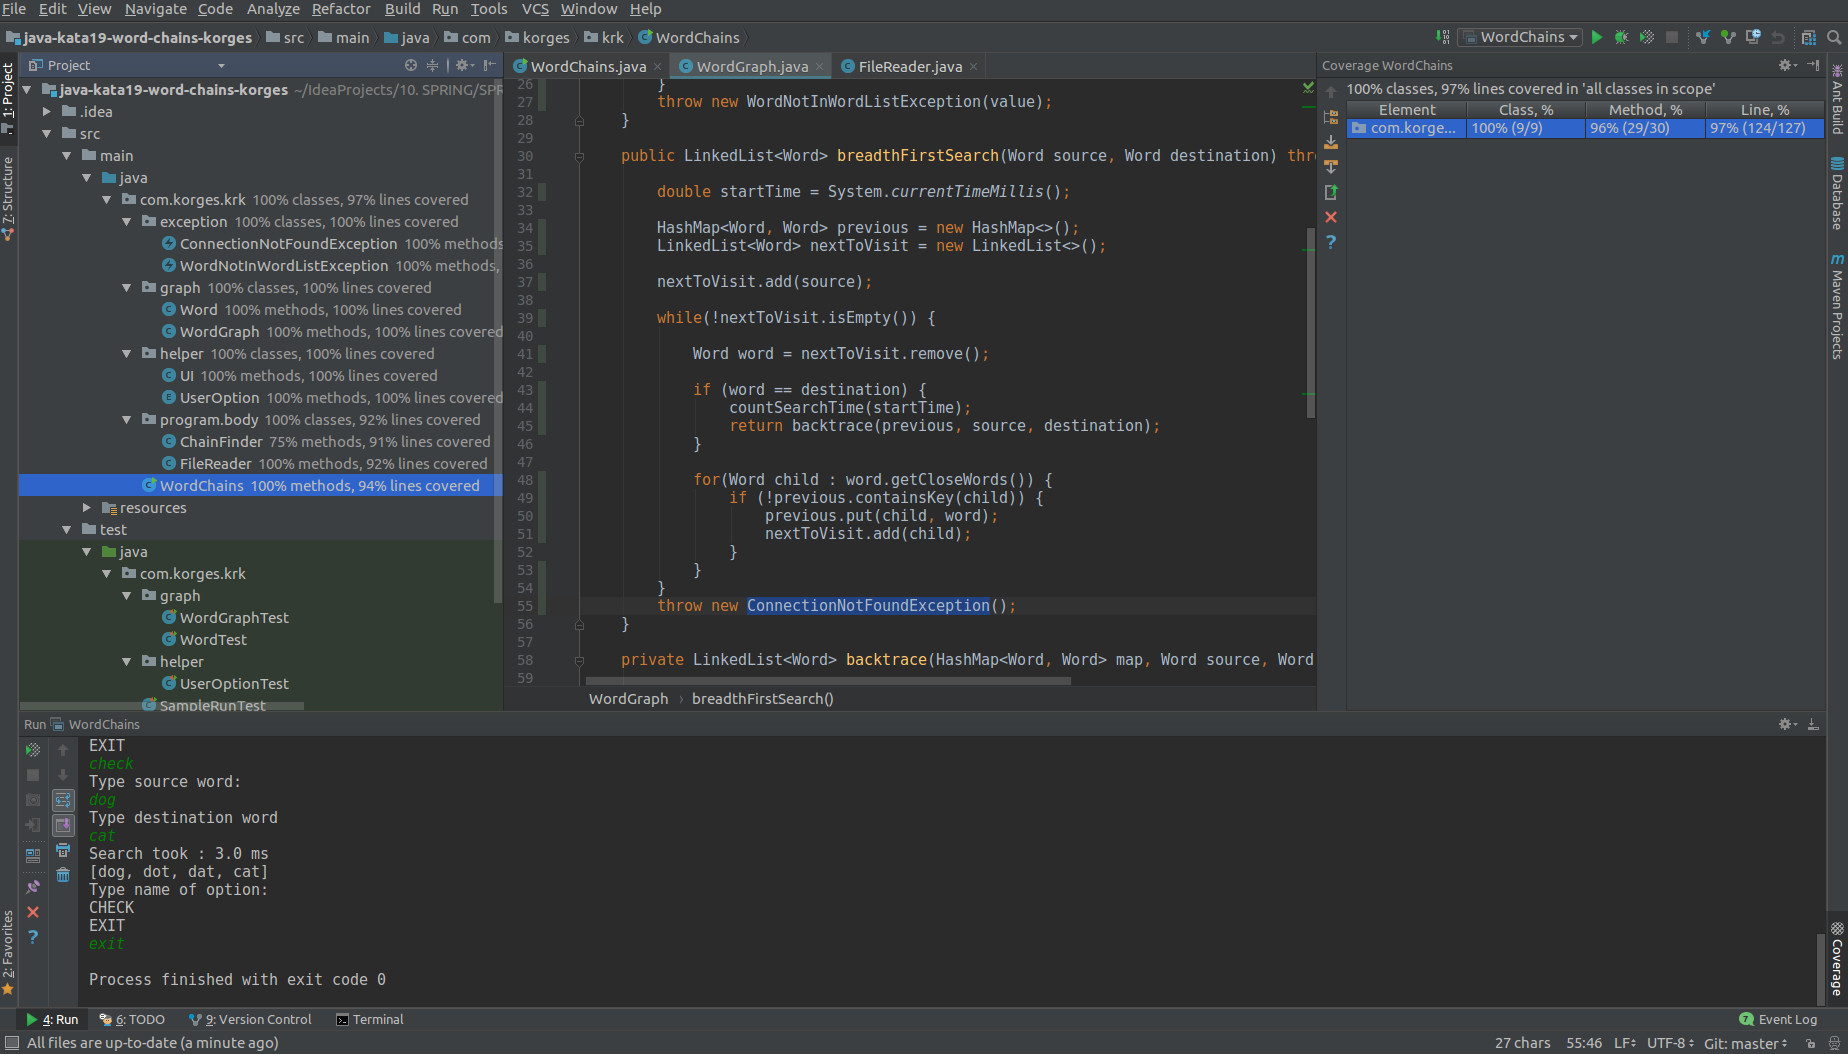 File Edit View Navigate Code Analyze Refactor Build Run Tools VCS Window Help
java-kata19-word-chains-korges src main java com korges krk WordChains
WordChains
1: Project
7: Structure
2: Favorites
Project
java-kata19-word-chains-korges ~/IdeaProjects/10. SPRING/SPR
.idea
src
main
java
com.korges.krk 100% classes, 97% lines covered
exception 100% classes, 100% lines covered
ConnectionNotFoundException 100% methods
WordNotInWordListException 100% methods,
graph 100% classes, 100% lines covered
Word 100% methods, 100% lines covered
WordGraph 100% methods, 100% lines covered
helper 100% classes, 100% lines covered
UI 100% methods, 100% lines covered
UserOption 100% methods, 100% lines covered
program.body 100% classes, 92% lines covered
ChainFinder 75% methods, 91% lines covered
FileReader 100% methods, 92% lines covered
WordChains 100% methods, 94% lines covered
resources
test
java
com.korges.krk
graph
WordGraphTest
WordTest
helper
UserOptionTest
SampleRunTest
WordChains.java WordGraph.java FileReader.java
26 }
27 throw new WordNotInWordListException(value);
28 }
29
30 public LinkedList<Word> breadthFirstSearch(Word source, Word destination) thr
31
32 double startTime = System.currentTimeMillis();
33
34 HashMap<Word, Word> previous = new HashMap<>();
35 LinkedList<Word> nextToVisit = new LinkedList<>();
36
37 nextToVisit.add(source);
38
39 while(!nextToVisit.isEmpty()) {
40
41 Word word = nextToVisit.remove();
42
43 if (word == destination) {
44 countSearchTime(startTime);
45 return backtrace(previous, source, destination);
46 }
47
48 for(Word child : word.getCloseWords()) {
49 if (!previous.containsKey(child)) {
50 previous.put(child, word);
51 nextToVisit.add(child);
52 }
53 }
54 }
55 throw new ConnectionNotFoundException();
56 }
57
58 private LinkedList<Word> backtrace(HashMap<Word, Word> map, Word source, Word
59
WordGraph › breadthFirstSearch()
Coverage WordChains
100% classes, 97% lines covered in 'all classes in scope'
Element Class, % Method, % Line, %
com.korge... 100% (9/9) 96% (29/30) 97% (124/127)
Ant Build
Database
Maven Projects
Coverage
Run WordChains
EXIT
check
Type source word:
dog
Type destination word
cat
Search took : 3.0 ms
[dog, dot, dat, cat]
Type name of option:
CHECK
EXIT
exit
Process finished with exit code 0
4: Run 6: TODO 9: Version Control Terminal 7 Event Log
All files are up-to-date (a minute ago) 27 chars 55:46 LF UTF-8 Git: master